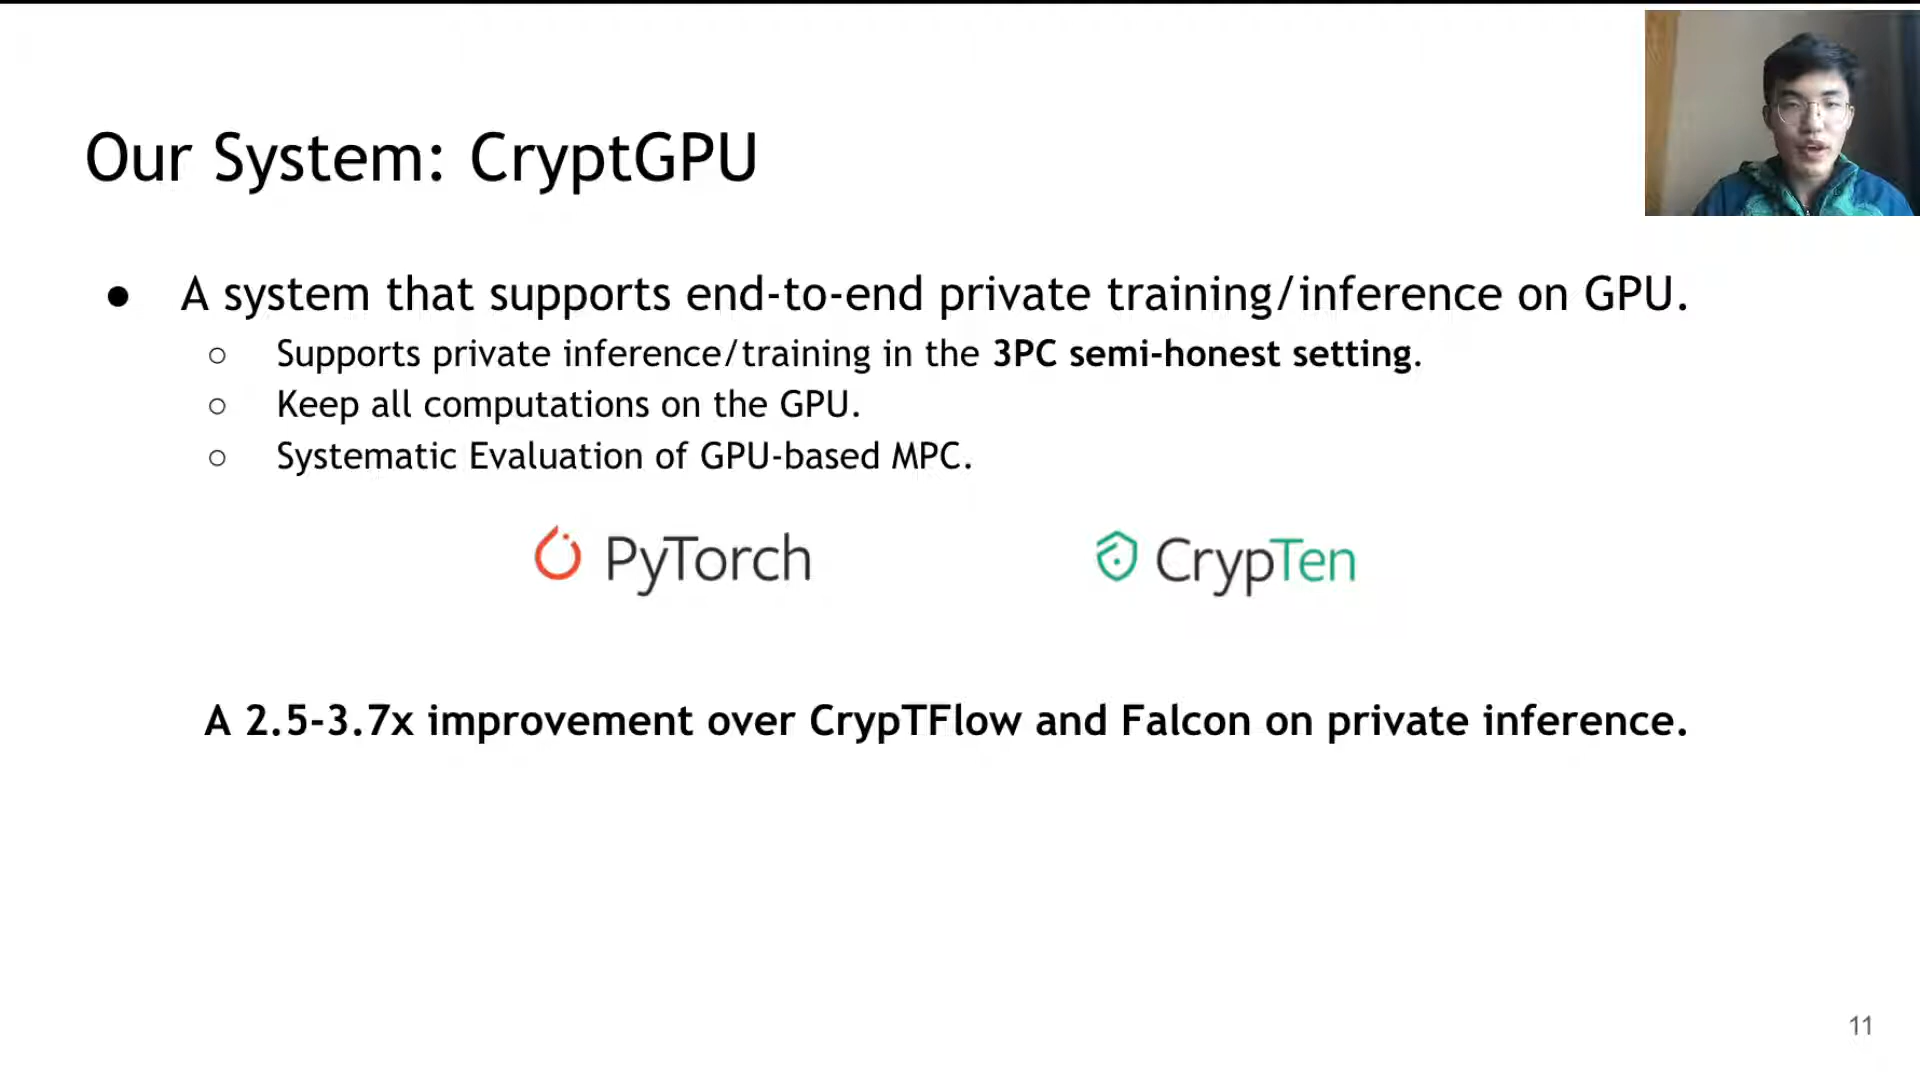 Our System: CryptGPU
● A system that supports end-to-end private training/inference on GPU.
○ Supports private inference/training in the 3PC semi-honest setting.
○ Keep all computations on the GPU.
○ Systematic Evaluation of GPU-based MPC.
PyTorch CrypTen
A 2.5-3.7x improvement over CrypTFlow and Falcon on private inference.
11